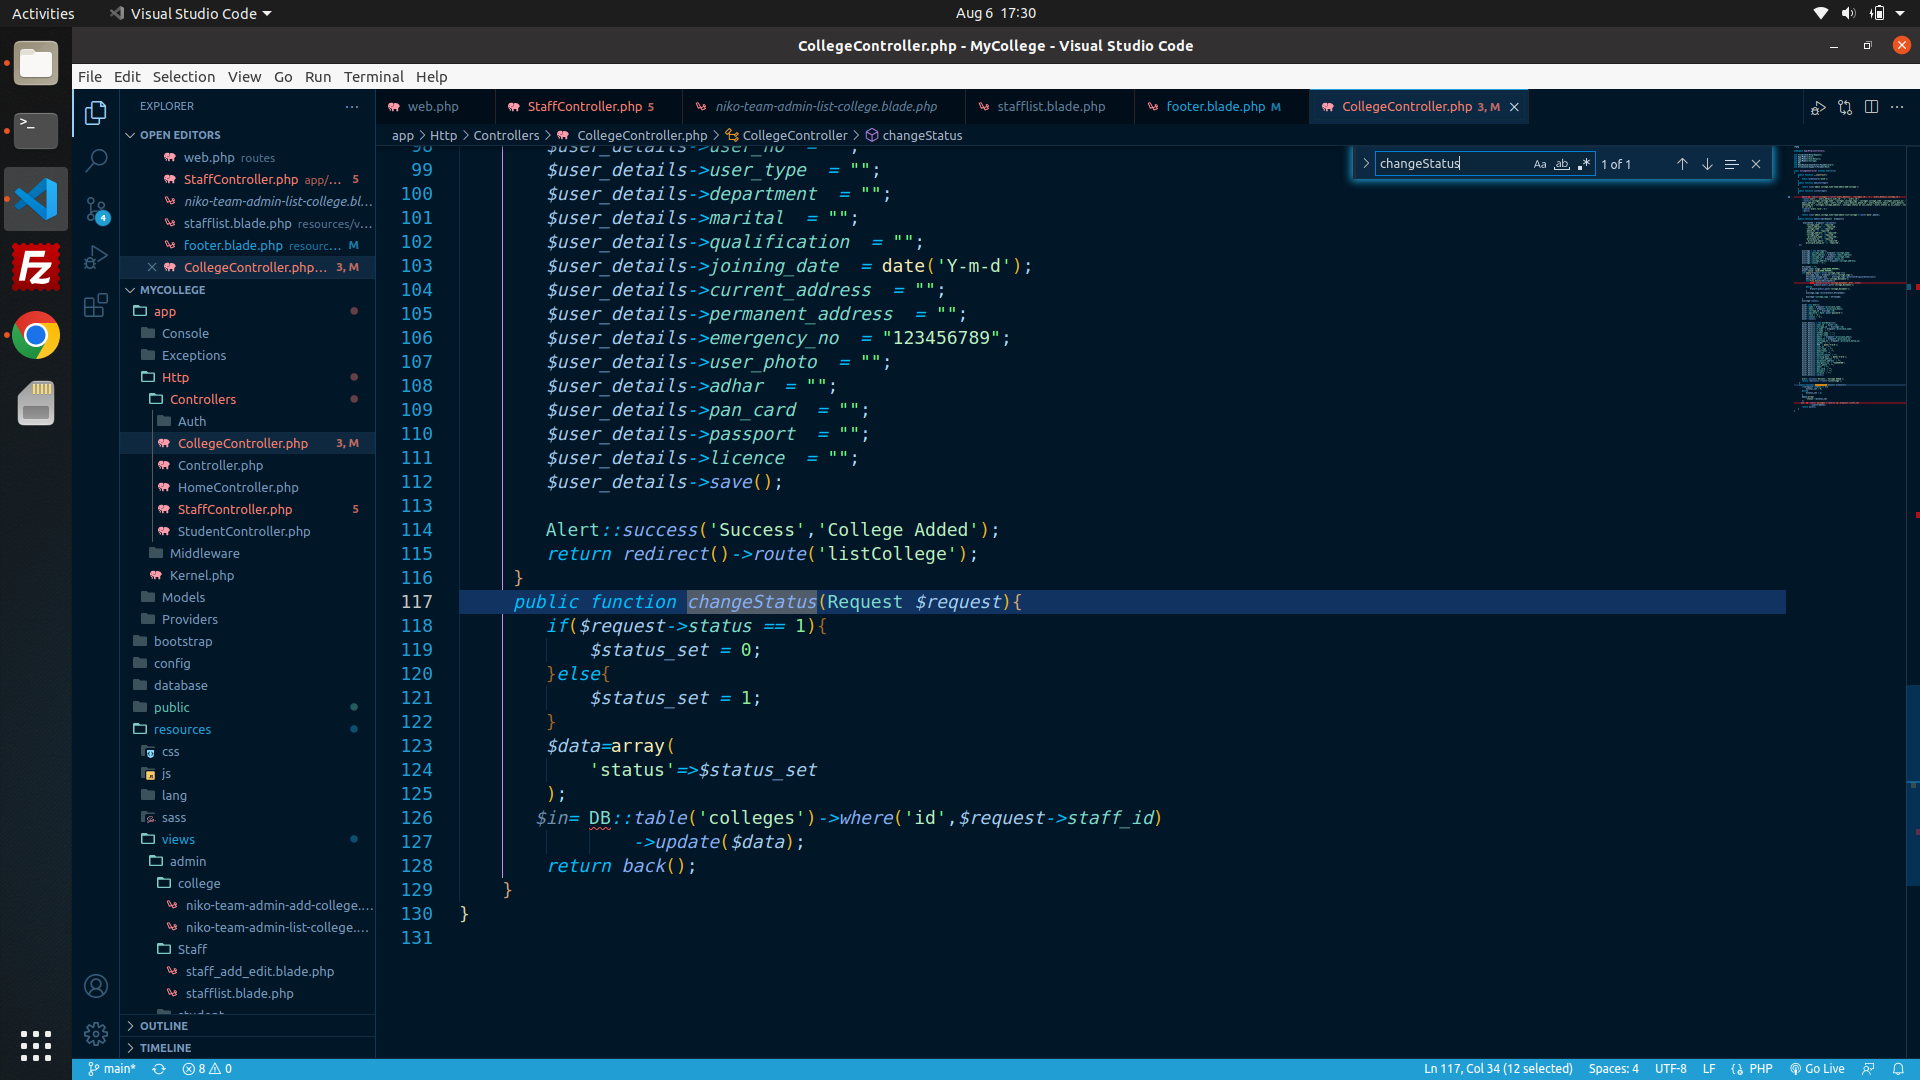 Activities
Visual Studio Code
Aug 6 17:30
CollegeController.php - MyCollege - Visual Studio Code
File Edit Selection View Go Run Terminal Help
EXPLORER
OPEN EDITORS
web.php routes
StaffController.php app/... 5
niko-team-admin-list-college.bl...
stafflist.blade.php resources/v...
footer.blade.php resourc... M
CollegeController.php... 3, M
MYCOLLEGE
app
Console
Exceptions
Http
Controllers
Auth
CollegeController.php 3, M
Controller.php
HomeController.php
StaffController.php 5
StudentController.php
Middleware
Kernel.php
Models
Providers
bootstrap
config
database
public
resources
css
js
lang
sass
views
admin
college
niko-team-admin-add-college....
niko-team-admin-list-college....
Staff
staff_add_edit.blade.php
stafflist.blade.php
student
OUTLINE
TIMELINE
4
web.php
StaffController.php 5
niko-team-admin-list-college.blade.php
stafflist.blade.php
footer.blade.php M
CollegeController.php 3, M
app > Http > Controllers > CollegeController.php > CollegeController > changeStatus
changeStatus
Aa ab .* 1 of 1
98 $user_details->user_no = "";
99 $user_details->user_type = "";
100 $user_details->department = "";
101 $user_details->marital = "";
102 $user_details->qualification = "";
103 $user_details->joining_date = date('Y-m-d');
104 $user_details->current_address = "";
105 $user_details->permanent_address = "";
106 $user_details->emergency_no = "123456789";
107 $user_details->user_photo = "";
108 $user_details->adhar = "";
109 $user_details->pan_card = "";
110 $user_details->passport = "";
111 $user_details->licence = "";
112 $user_details->save();
113
114 Alert::success('Success','College Added');
115 return redirect()->route('listCollege');
116 }
117 public function changeStatus(Request $request){
118 if($request->status == 1){
119 $status_set = 0;
120 }else{
121 $status_set = 1;
122 }
123 $data=array(
124 'status'=>$status_set
125 );
126 $in= DB::table('colleges')->where('id',$request->staff_id)
127 ->update($data);
128 return back();
129 }
130 }
131
main* 8 0
Ln 117, Col 34 (12 selected) Spaces: 4 UTF-8 LF PHP Go Live